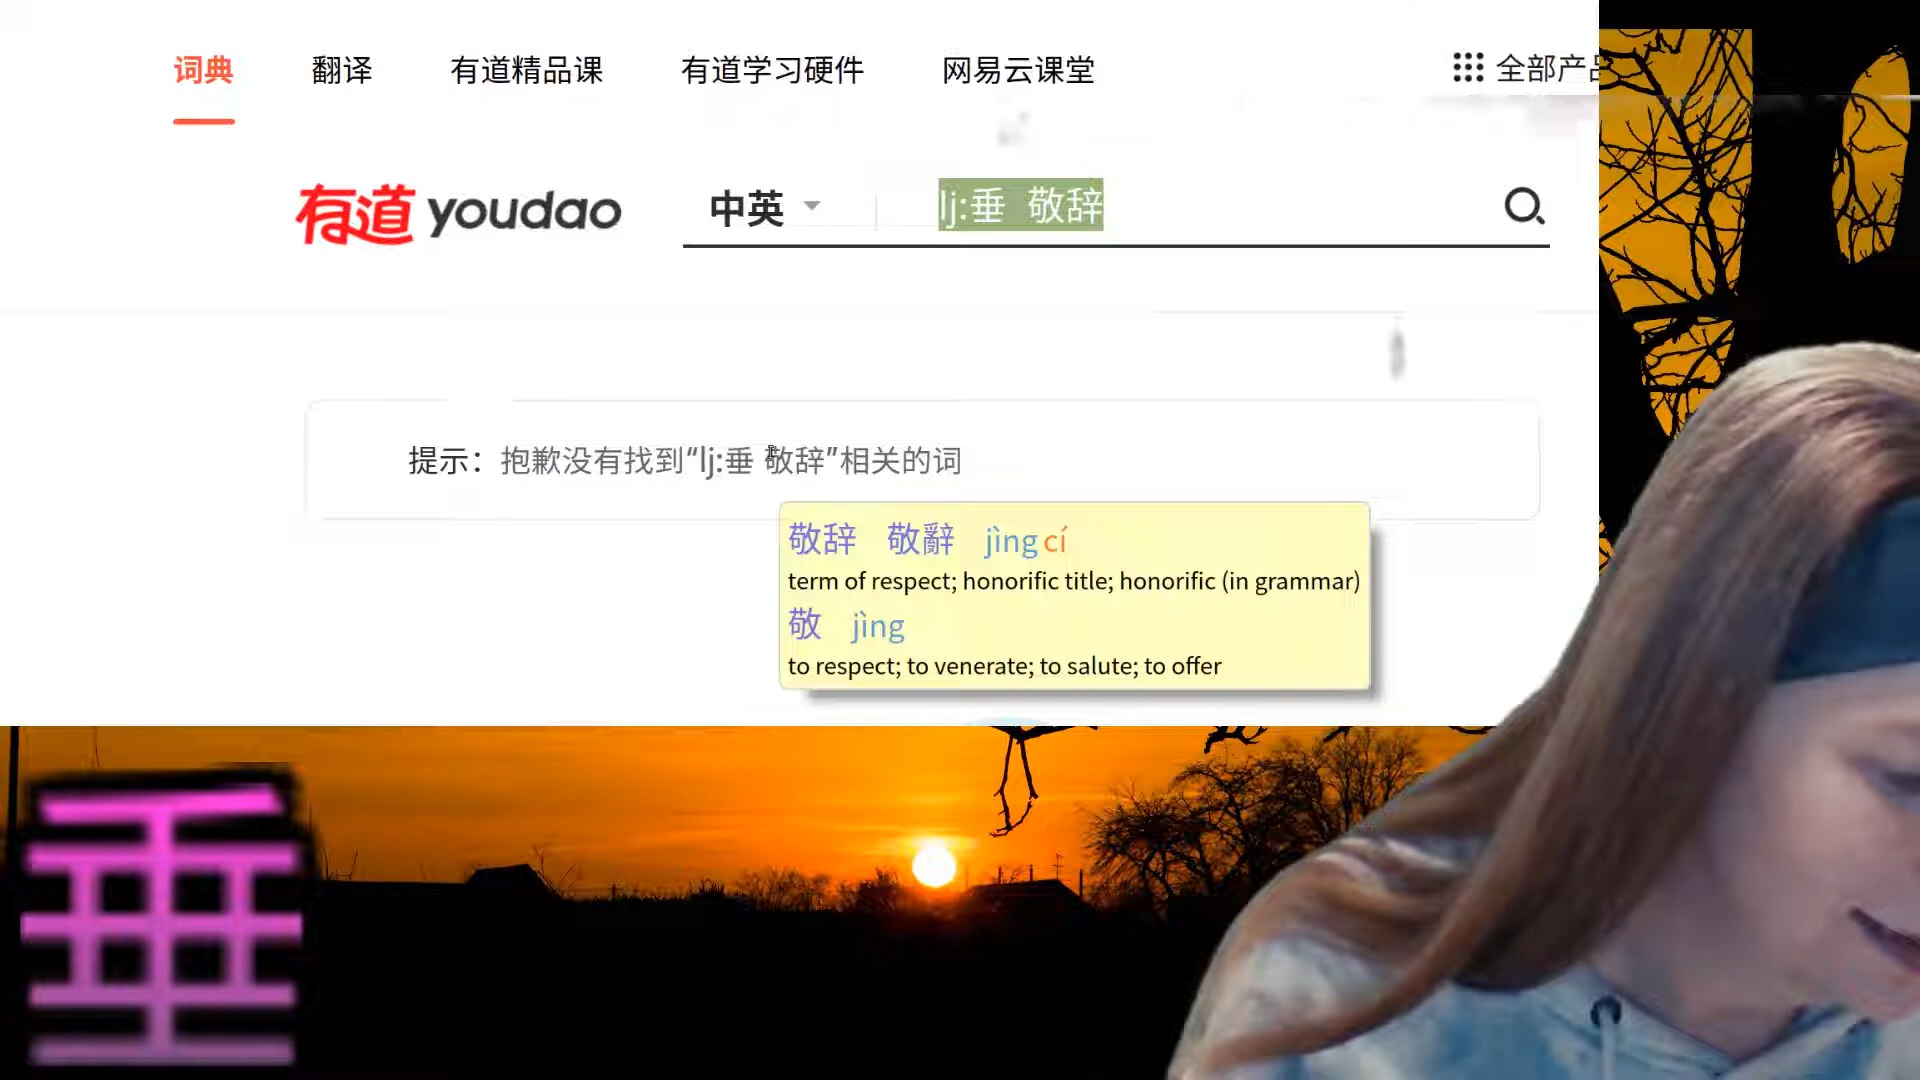 词典 翻译 有道精品课 有道学习硬件 网易云课堂 全部产品
有道 youdao 中英 lj:垂 敬辞
提示：抱歉没有找到“lj:垂 敬辞”相关的词
敬辞 敬辭 jìng cí
term of respect; honorific title; honorific (in grammar)
敬 jìng
to respect; to venerate; to salute; to offer
垂